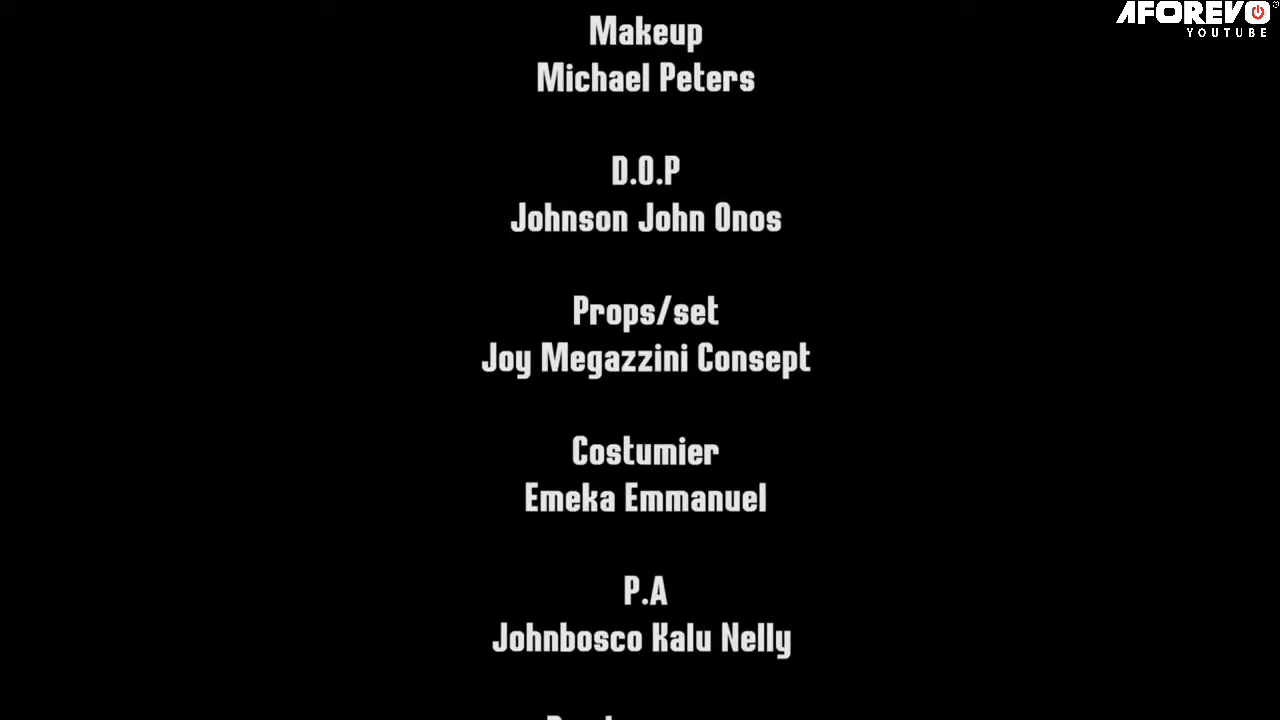 AFOREVO
YOUTUBE
Makeup
Michael Peters
D.O.P
Johnson John Onos
Props/set
Joy Megazzini Consept
Costumier
Emeka Emmanuel
P.A
Johnbosco Kalu Nelly